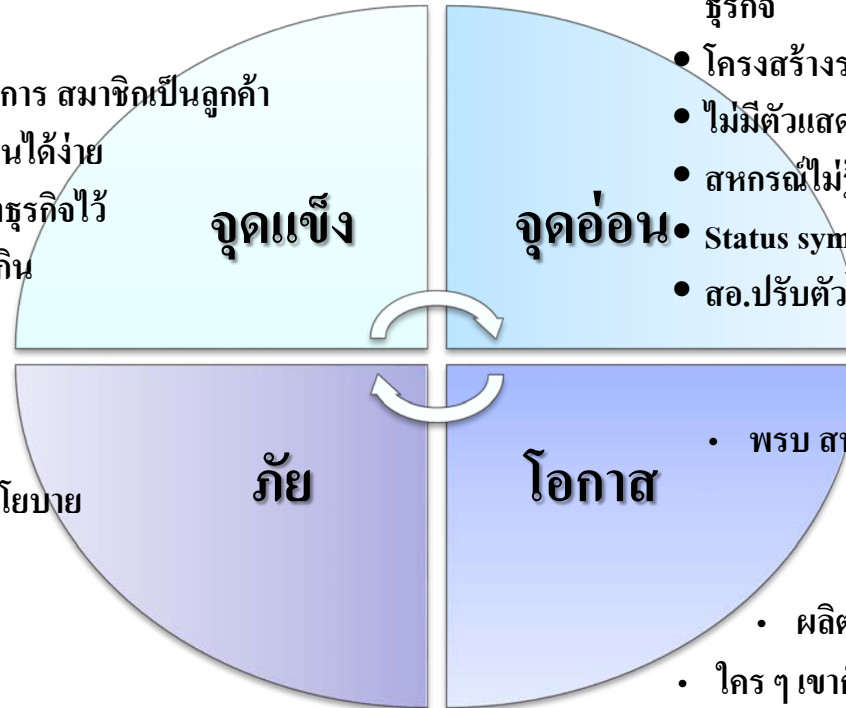 การ สมาชิกเป็นลูกค้า
นได้ง่าย
ธุรกิจไว้
กิน
จุดแข็ง
ธุรกิจ
• โครงสร้าง
• ไม่มีตัวแสด
• สหกรณ์ไม่รู้
• Status sym
• สอ.ปรับตัว
จุดอ่อน
โยบาย
ภัย
โอกาส
• พรบ
• ผลิต
• ใคร ๆ เขาก็